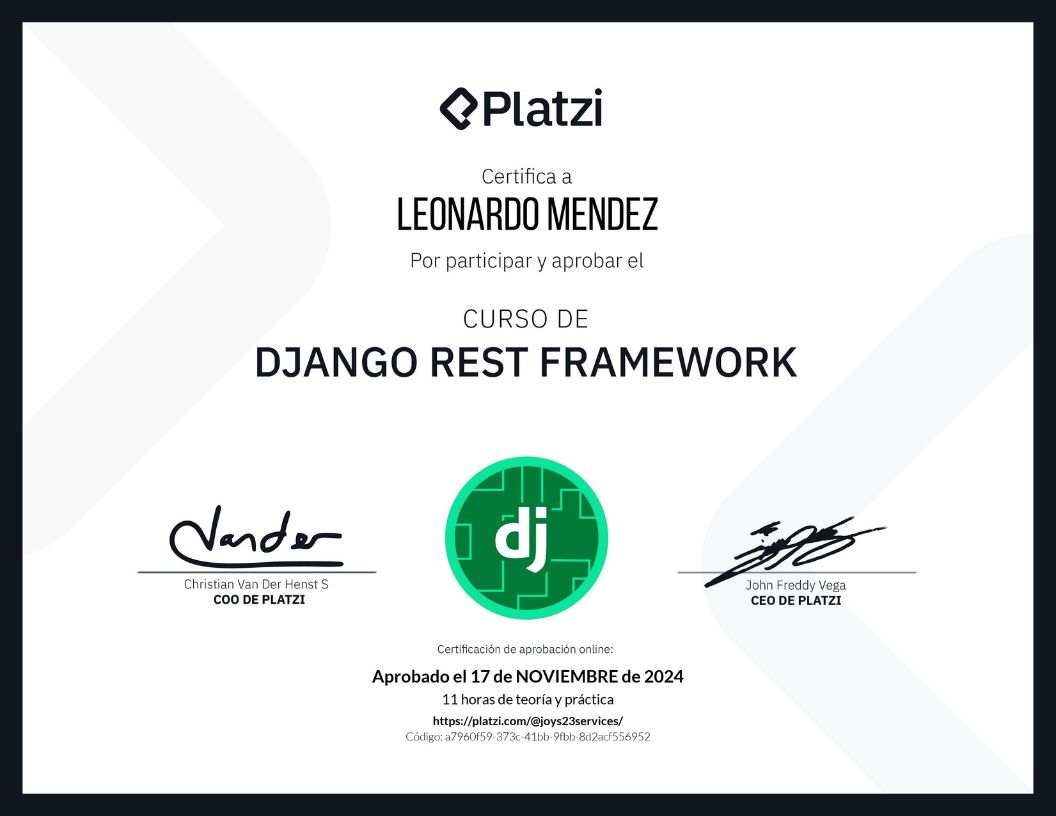 Platzi
Certifica a
LEONARDO MENDEZ
Por participar y aprobar el
CURSO DE
DJANGO REST FRAMEWORK
dj
Vander
Christian Van Der Henst S
COO DE PLATZI
John Freddy Vega
CEO DE PLATZI
Certificación de aprobación online:
Aprobado el 17 de NOVIEMBRE de 2024
11 horas de teoría y práctica
https://platzi.com/@joys23services/
Código: a7960f59-373c-41bb-9fbb-8d2acf556952